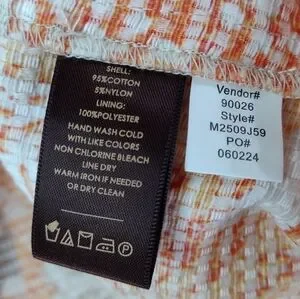 SHELL:
95%COTTON
5%NYLON
LINING:
100%POLYESTER
HAND WASH COLD
WITH LIKE COLORS
NON CHLORINE BLEACH
LINE DRY
WARM IRON IF NEEDED
OR DRY CLEAN
P
Vendor#
90026
Style#
M2509J59
PO#
060224